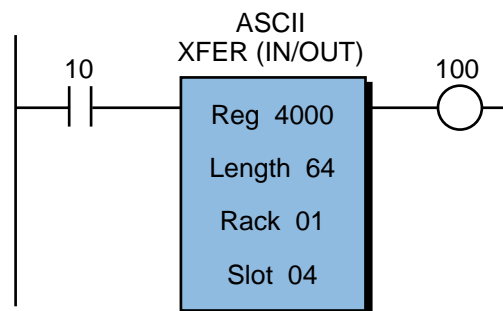 ASCII
XFER (IN/OUT)
10
100
Reg 4000
Length 64
Rack 01
Slot 04